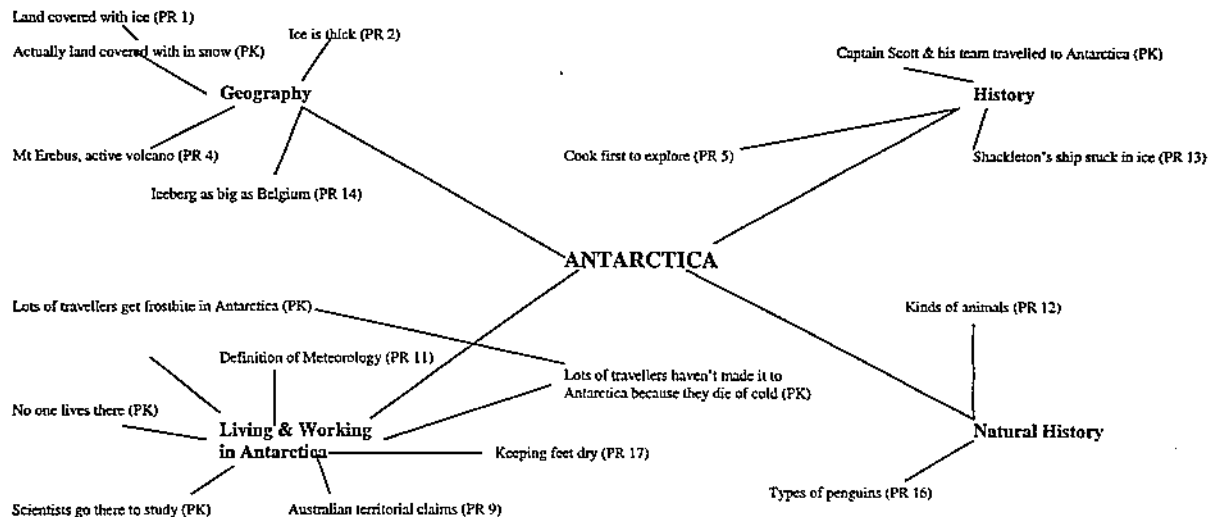 Land covered with ice (PR 1)
Ice is thick (PR 2)
Actually land covered with in snow (PK)
Captain Scott & his team travelled to Antarctica (PK)
Geography
History
Mt Erebus, active volcano (PR 4)
Cook first to explore (PR 5)
Shackleton's ship stuck in ice (PR 13)
Iceberg as big as Belgium (PR 14)
ANTARCTICA
Lots of travellers get frostbite in Antarctica (PK)
Kinds of animals (PR 12)
Definition of Meteorology (PR 11)
Lots of travellers haven't made it to
Antarctica because they die of cold (PK)
No one lives there (PK)
Living & Working
in Antarctica
Natural History
Keeping feet dry (PR 17)
Types of penguins (PR 16)
Scientists go there to study (PK)
Australian territorial claims (PR 9)